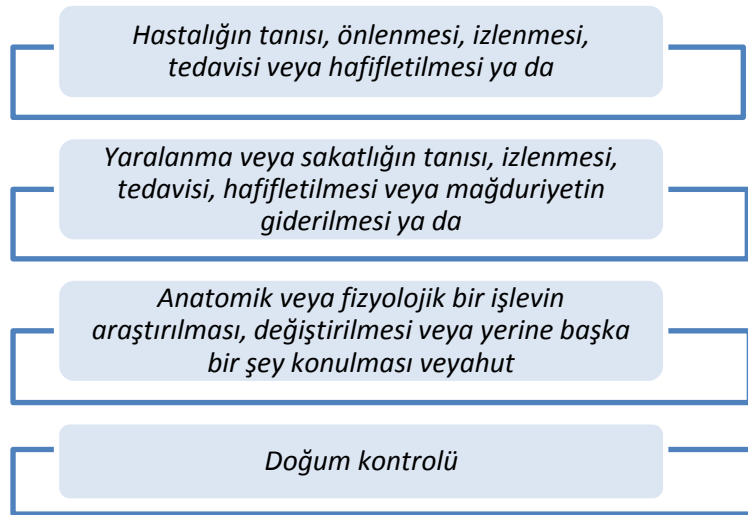 Hastalığın tanısı, önlenmesi, izlenmesi,
tedavisi veya hafifletilmesi ya da
Yaralanma veya sakatlığın tanısı, izlenmesi,
tedavisi, hafifletilmesi veya mağduriyetin
giderilmesi ya da
Anatomik veya fizyolojik bir işlevin
araştırılması, değiştirilmesi veya yerine başka
bir şey konulması veyahut
Doğum kontrolü